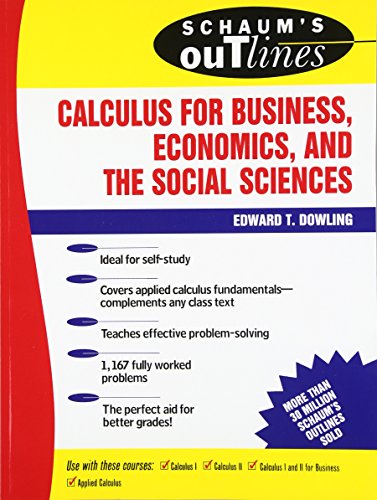 SCHAUM'S
ouTlines
CALCULUS FOR BUSINESS,
ECONOMICS, AND
THE SOCIAL SCIENCES
EDWARD T. DOWLING
Ideal for self-study
Covers applied calculus fundamentals—
complements any class text
Teaches effective problem-solving
1,167 fully worked
problems
The perfect aid for
better grades!
MORE THAN
30 MILLION
SCHAUM'S
OUTLINES
SOLD
Use with these courses: ☑ Calculus I ☑ Calculus II ☑ Calculus I and II for Business
☑ Applied Calculus